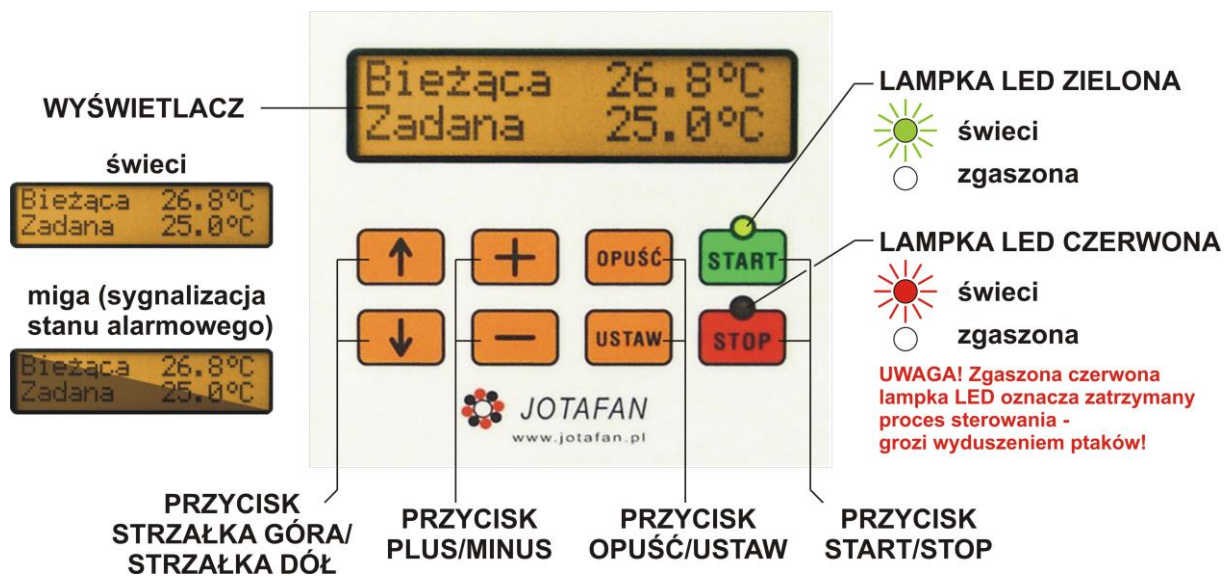 WYŚWIETLACZ
świeci
Bieżąca 26.8°C
Zadana 25.0°C
miga (sygnalizacja
stanu alarmowego)
Bieżąca 26.8°C
Zadana 25.0°C
Bieżąca 26.8°C
Zadana 25.0°C
OPUŚĆ
START
USTAW
STOP
JOTAFAN
www.jotafan.pl
LAMPKA LED ZIELONA
świeci
zgaszona
LAMPKA LED CZERWONA
świeci
zgaszona
UWAGA! Zgaszona czerwona
lampka LED oznacza zatrzymany
proces sterowania -
grozi wyduszeniem ptaków!
PRZYCISK
STRZAŁKA GÓRA/
STRZAŁKA DÓŁ
PRZYCISK
PLUS/MINUS
PRZYCISK
OPUŚĆ/USTAW
PRZYCISK
START/STOP